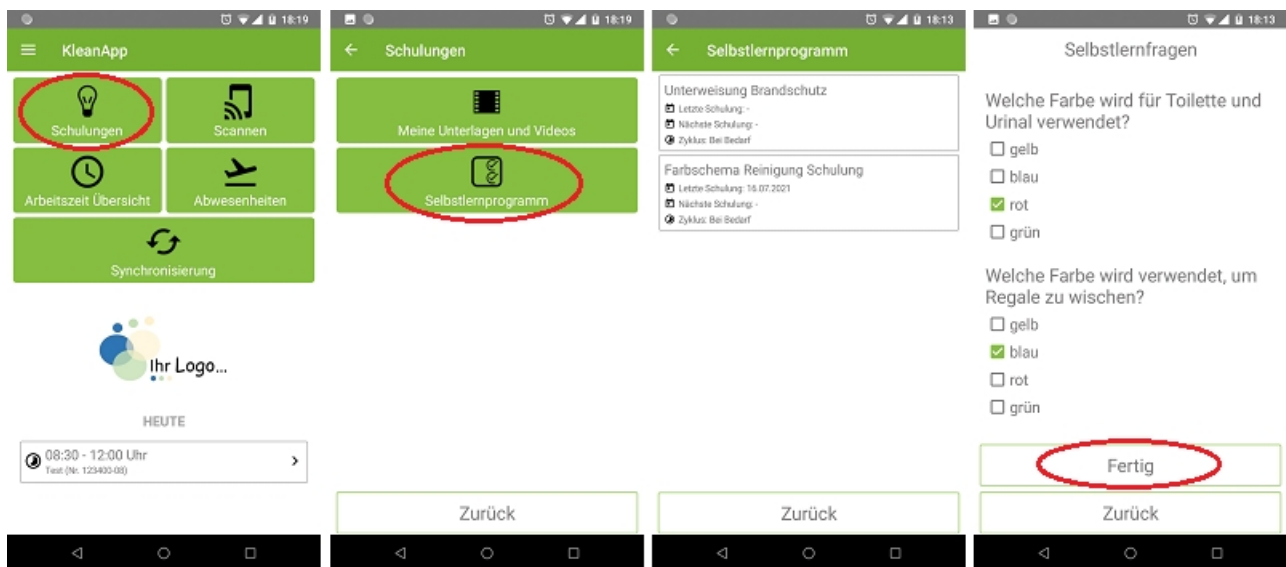 18:19
KleanApp
Schulungen
Scannen
Arbeitszeit Übersicht
Abwesenheiten
Synchronisierung
Ihr Logo...
HEUTE
08:30 - 12:00 Uhr
Test (Nr. 123400-08)
18:19
Schulungen
Meine Unterlagen und Videos
Selbstlernprogramm
Zurück
18:13
Selbstlernprogramm
Unterweisung Brandschutz
Letzte Schulung: -
Nächste Schulung: -
Zyklus: Bei Bedarf
Farbschema Reinigung Schulung
Letzte Schulung: 16.07.2021
Nächste Schulung: -
Zyklus: Bei Bedarf
Zurück
18:13
Selbstlernfragen
Welche Farbe wird für Toilette und
Urinal verwendet?
gelb
blau
rot
grün
Welche Farbe wird verwendet, um
Regale zu wischen?
gelb
blau
rot
grün
Fertig
Zurück